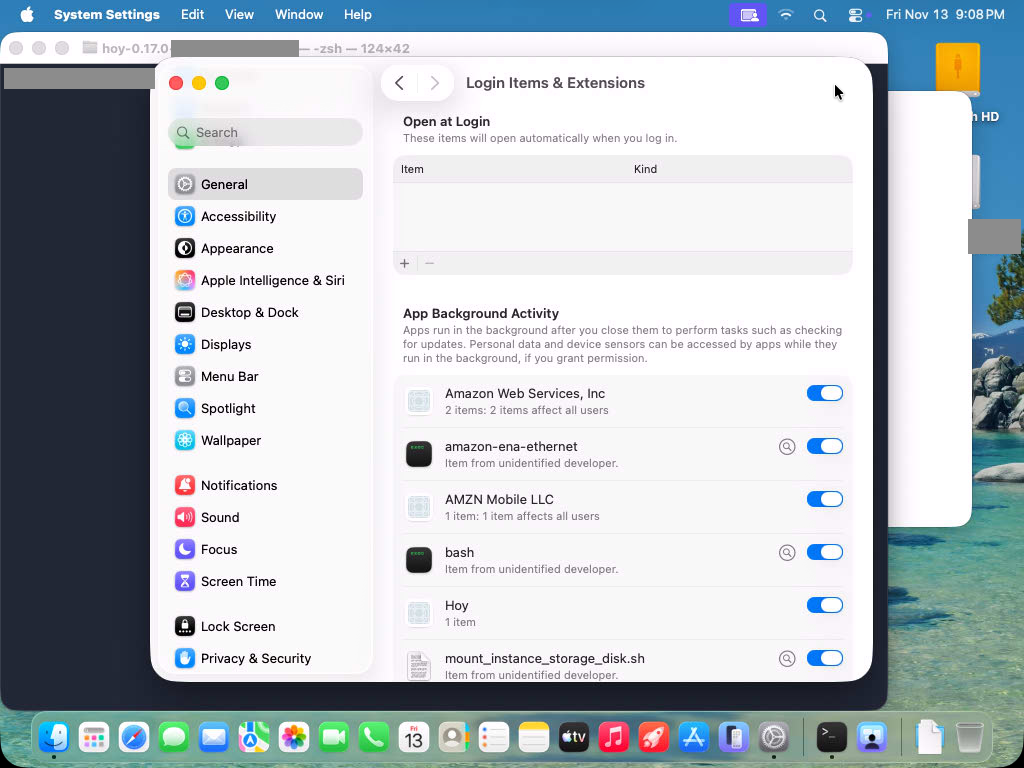 System Settings Edit View Window Help Fri Nov 13 9:08 PM
hoy-0.17.0 — -zsh — 124×42
Login Items & Extensions
Search
General
Accessibility
Appearance
Apple Intelligence & Siri
Desktop & Dock
Displays
Menu Bar
Spotlight
Wallpaper
Notifications
Sound
Focus
Screen Time
Lock Screen
Privacy & Security
Open at Login
These items will open automatically when you log in.
Item Kind
+ −
App Background Activity
Apps run in the background after you close them to perform tasks such as checking
for updates. Personal data and device sensors can be accessed by apps while they
run in the background, if you grant permission.
Amazon Web Services, Inc
2 items: 2 items affect all users
amazon-ena-ethernet
Item from unidentified developer.
AMZN Mobile LLC
1 item: 1 item affects all users
bash
Item from unidentified developer.
Hoy
1 item
mount_instance_storage_disk.sh
Item from unidentified developer.
HD
Fri
13
tv